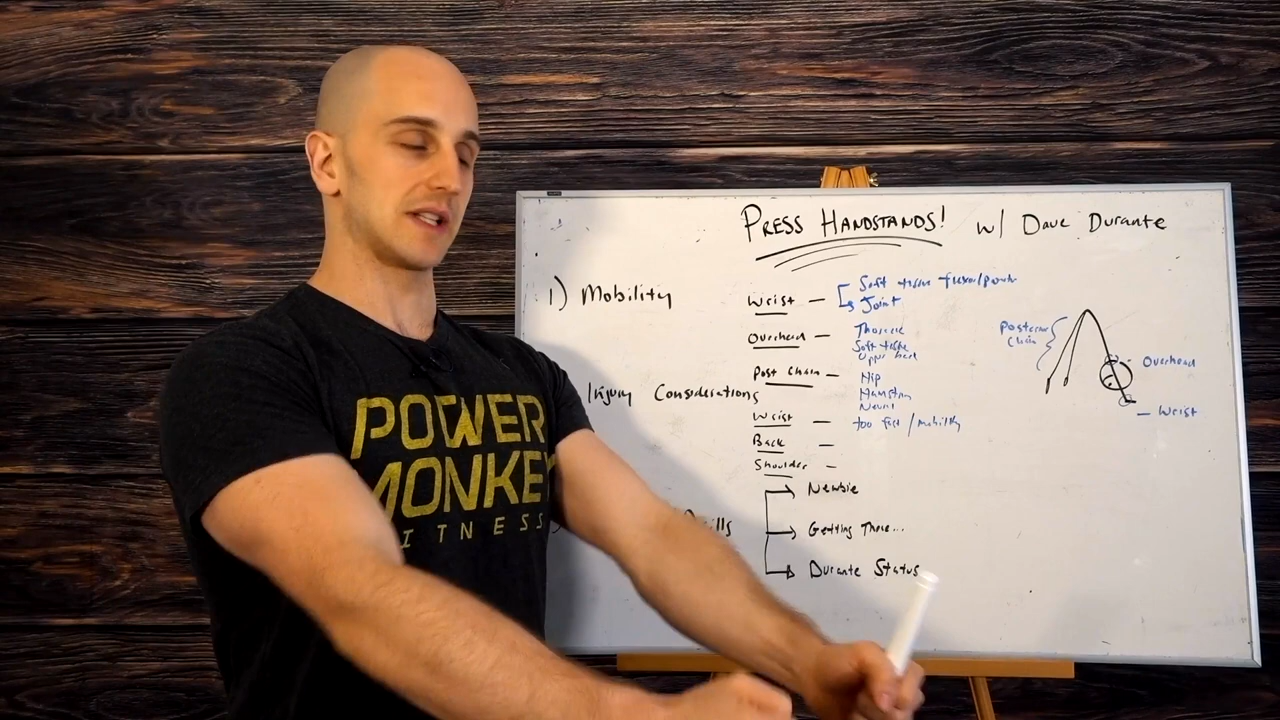 PRESS HANDSTANDS! w/ Dave Durante
1) Mobility
Wrist — Soft tissue flexor/
Joint
Overhead — Thoracic
Soft tissue
Upper back
Post Chain — Hip
Hamstring
Neural
Injury Considerations
Wrist — too fast / mobility
Back —
Shoulder —
Drills
Newbie
Getting There...
Durante Status
Posterior
Chain
Overhead
— Wrist
POWER
MONKEY
FITNESS